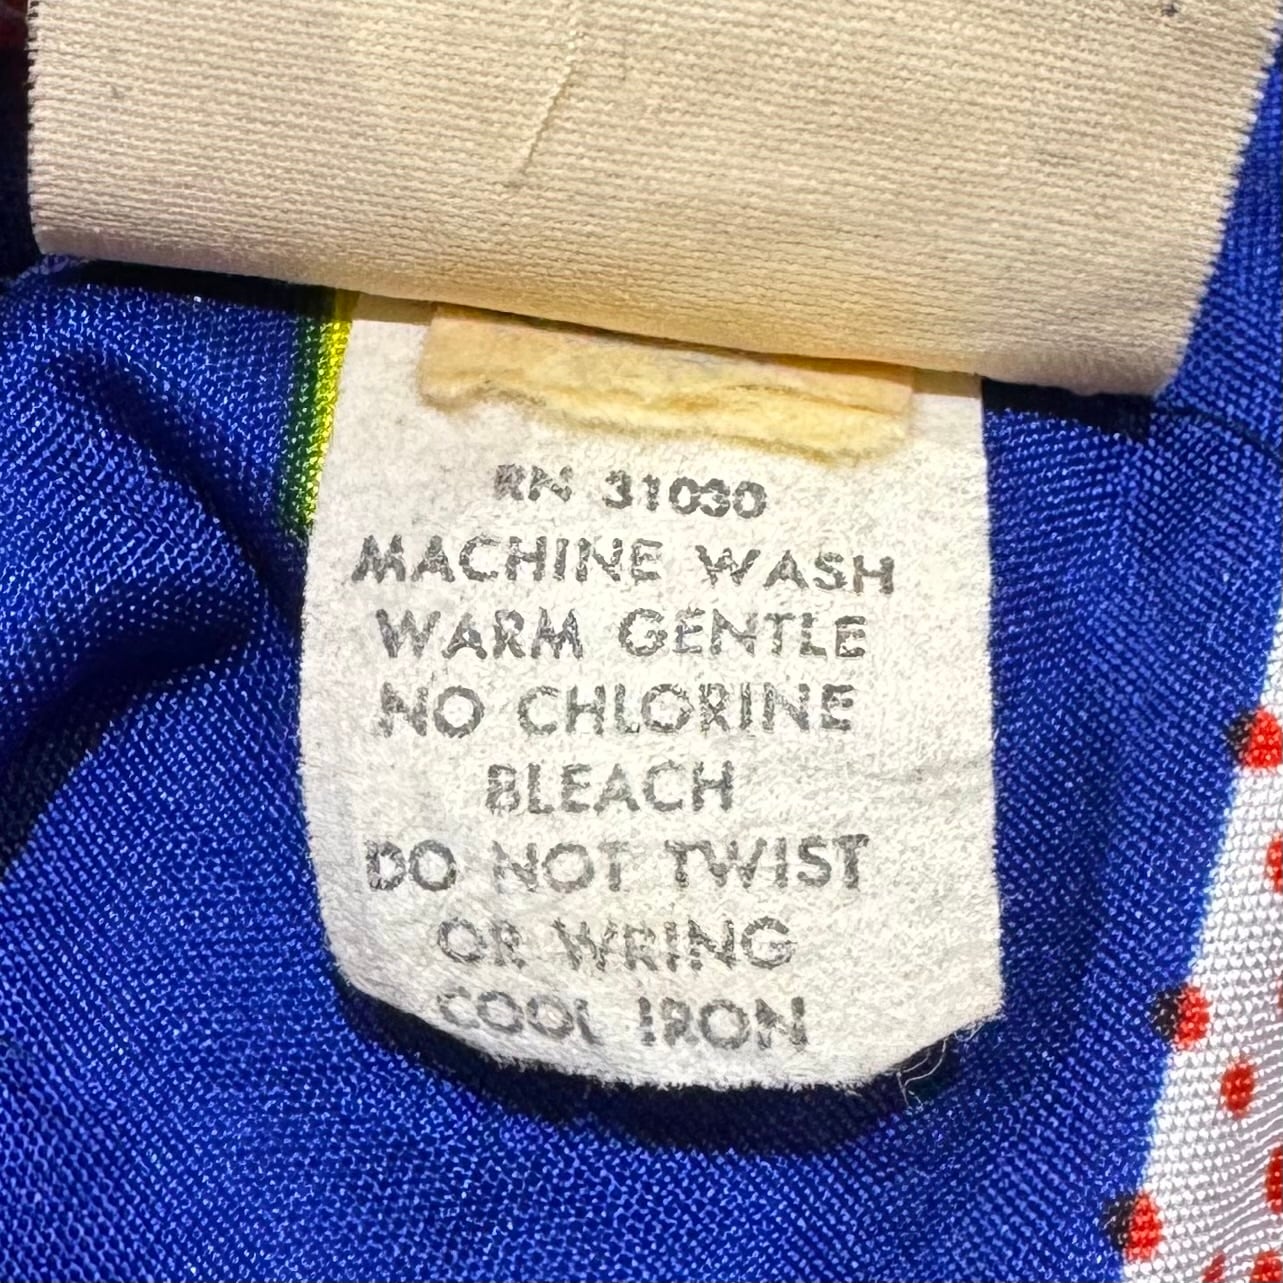 RN 31030
MACHINE WASH
WARM GENTLE
NO CHLORINE
BLEACH
DO NOT TWIST
OR WRING
COOL IRON